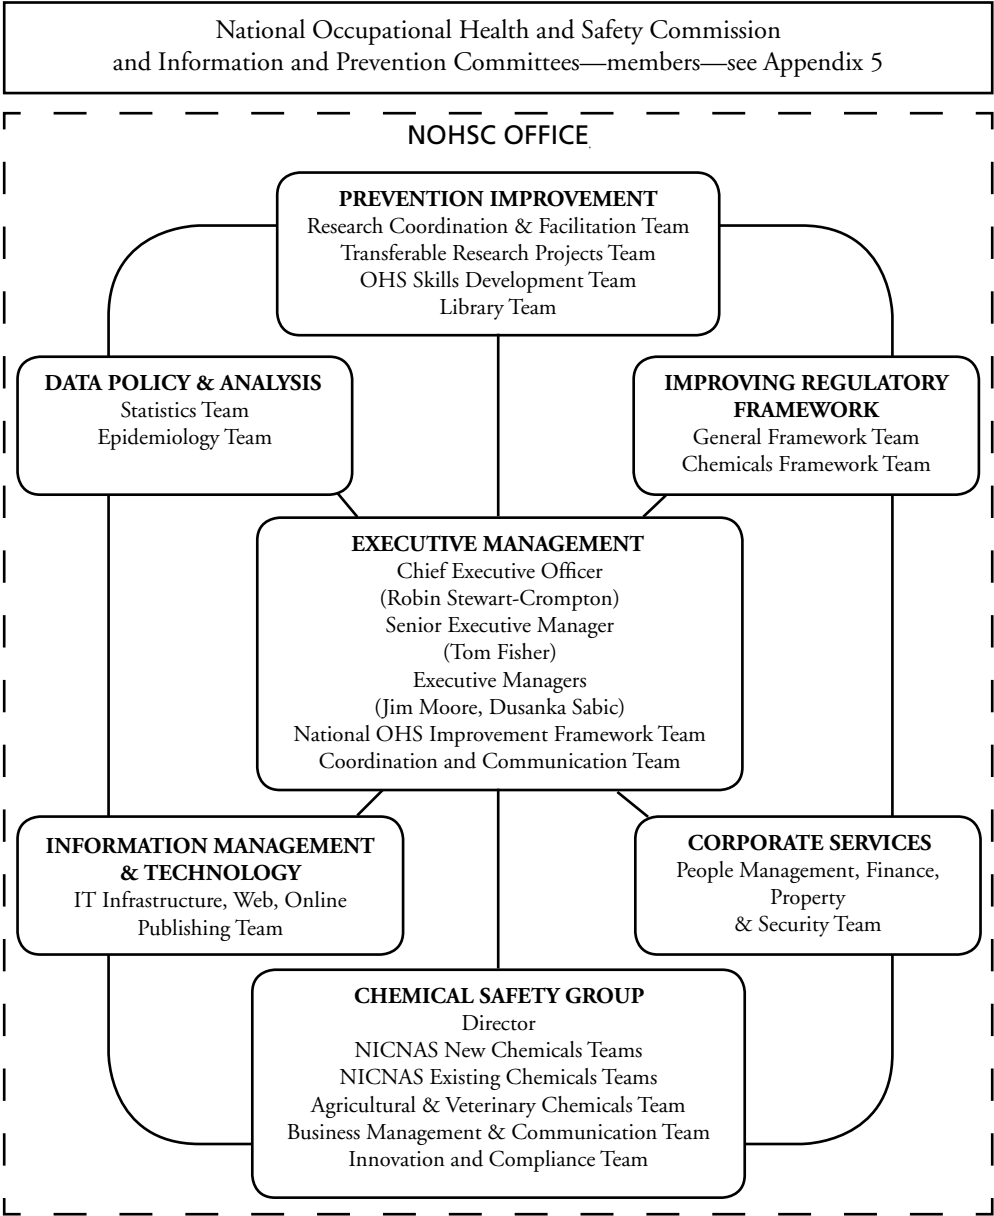 National Occupational Health and Safety Commission
and Information and Prevention Committees—members—see Appendix 5
NOHSC OFFICE
PREVENTION IMPROVEMENT
Research Coordination & Facilitation Team
Transferable Research Projects Team
OHS Skills Development Team
Library Team
DATA POLICY & ANALYSIS
Statistics Team
Epidemiology Team
IMPROVING REGULATORY
FRAMEWORK
General Framework Team
Chemicals Framework Team
EXECUTIVE MANAGEMENT
Chief Executive Officer
(Robin Stewart-Crompton)
Senior Executive Manager
(Tom Fisher)
Executive Managers
(Jim Moore, Dusanka Sabic)
National OHS Improvement Framework Team
Coordination and Communication Team
INFORMATION MANAGEMENT
& TECHNOLOGY
IT Infrastructure, Web, Online
Publishing Team
CORPORATE SERVICES
People Management, Finance,
Property
& Security Team
CHEMICAL SAFETY GROUP
Director
NICNAS New Chemicals Teams
NICNAS Existing Chemicals Teams
Agricultural & Veterinary Chemicals Team
Business Management & Communication Team
Innovation and Compliance Team